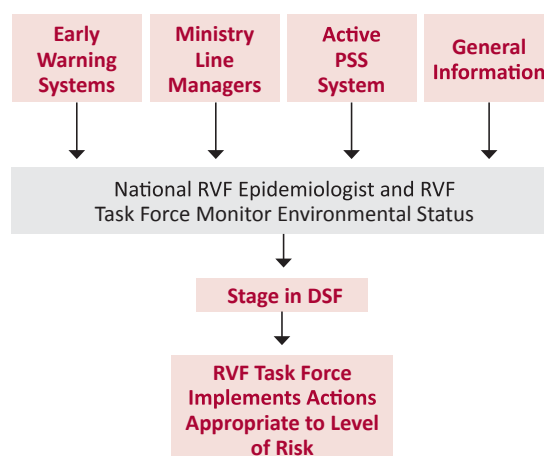 Early
Warning
Systems
Ministry
Line
Managers
Active
PSS
System
General
Information
National RVF Epidemiologist and RVF
Task Force Monitor Environmental Status
Stage in DSF
RVF Task Force
Implements Actions
Appropriate to Level
of Risk